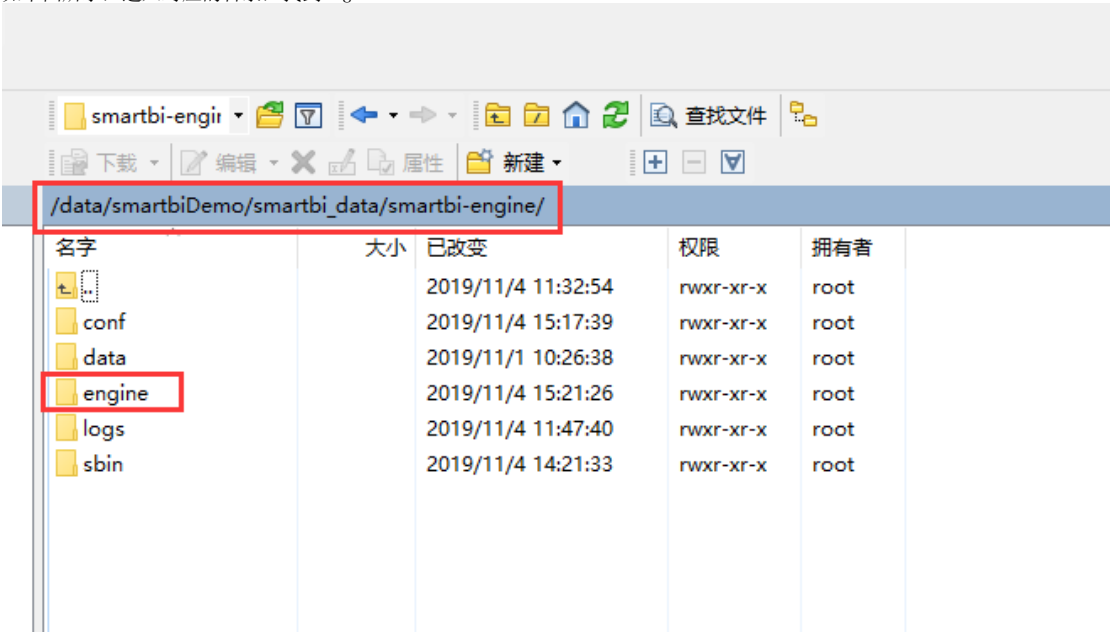 smartbi-engir
查找文件
下载 编辑 属性 新建
/data/smartbiDemo/smartbi_data/smartbi-engine/
名字 大小 已改变 权限 拥有者
.. 2019/11/4 11:32:54 rwxr-xr-x root
conf 2019/11/4 15:17:39 rwxr-xr-x root
data 2019/11/1 10:26:38 rwxr-xr-x root
engine 2019/11/4 15:21:26 rwxr-xr-x root
logs 2019/11/4 11:47:40 rwxr-xr-x root
sbin 2019/11/4 14:21:33 rwxr-xr-x root